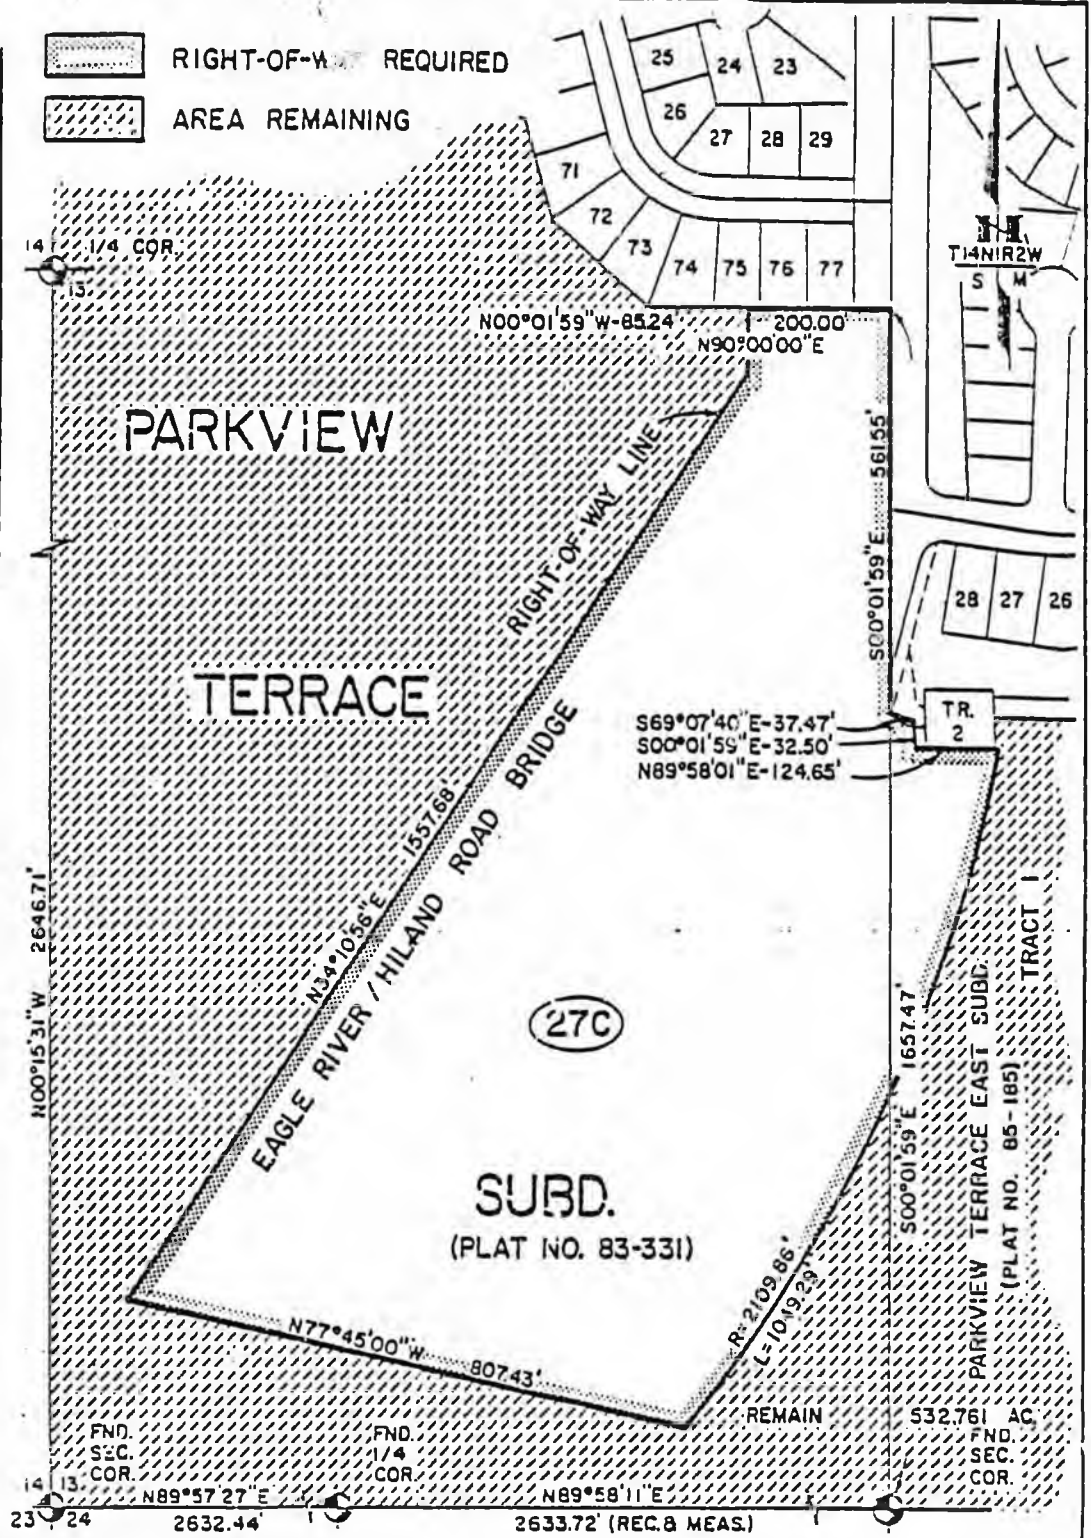 RIGHT-OF-W REQUIRED
AREA REMAINING
25
24
23
26
27
28
29
71
72
73
74
75
76
77
14
1/4 COR.
13
T14N R2W
S M
N00°01'59"W-85.24'
200.00'
N90°00'00"E
PARKVIEW
RIGHT-OF-WAY LINE
S00°01'59"E 561.55'
28
27
26
TERRACE
TR.
2
S69°07'40"E-37.47'
S00°01'59"E-32.50'
N89°58'01"E-124.65'
N34°10'56"E 1557.68'
EAGLE RIVER / HILAND ROAD BRIDGE
N00°15'31"W 2646.71'
27C
TRACT 1
S00°01'59"E 1657.47'
PARKVIEW TERRACE EAST SUBD.
(PLAT NO. 85-185)
SUBD.
(PLAT NO. 83-331)
R=2109.86'
L=1049.29'
N77°45'00"W 807.43'
REMAIN 532.761 AC.
FND.
SEC.
COR.
FND.
1/4
COR.
FND.
SEC.
COR.
14 13
23 24
N89°57'27"E
2632.44'
N89°58'11"E
2633.72' (REC. & MEAS.)